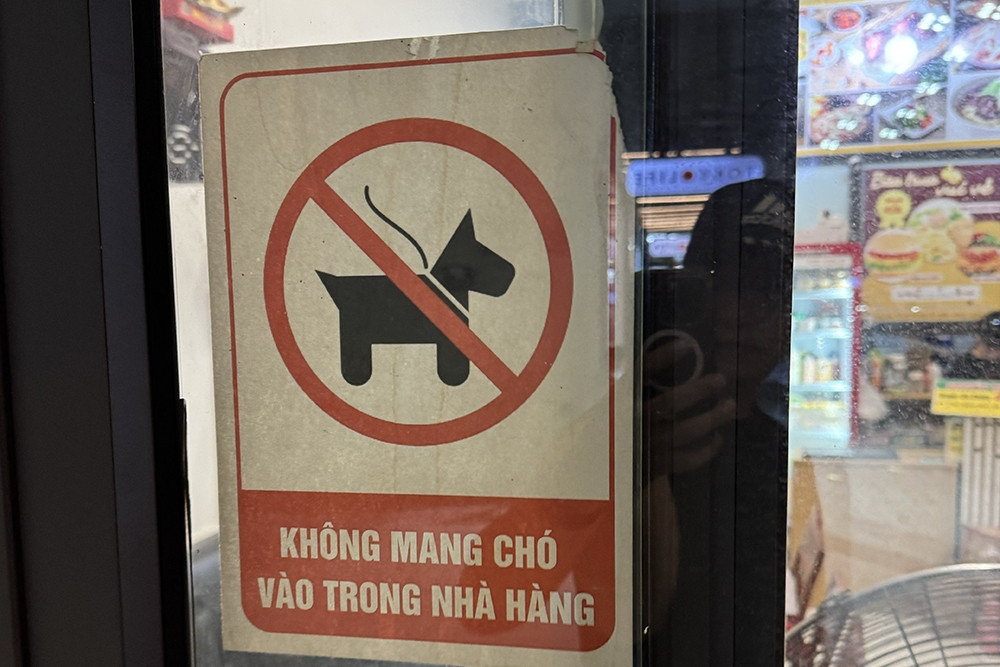 KHÔNG MANG CHÓ
VÀO TRONG NHÀ HÀNG